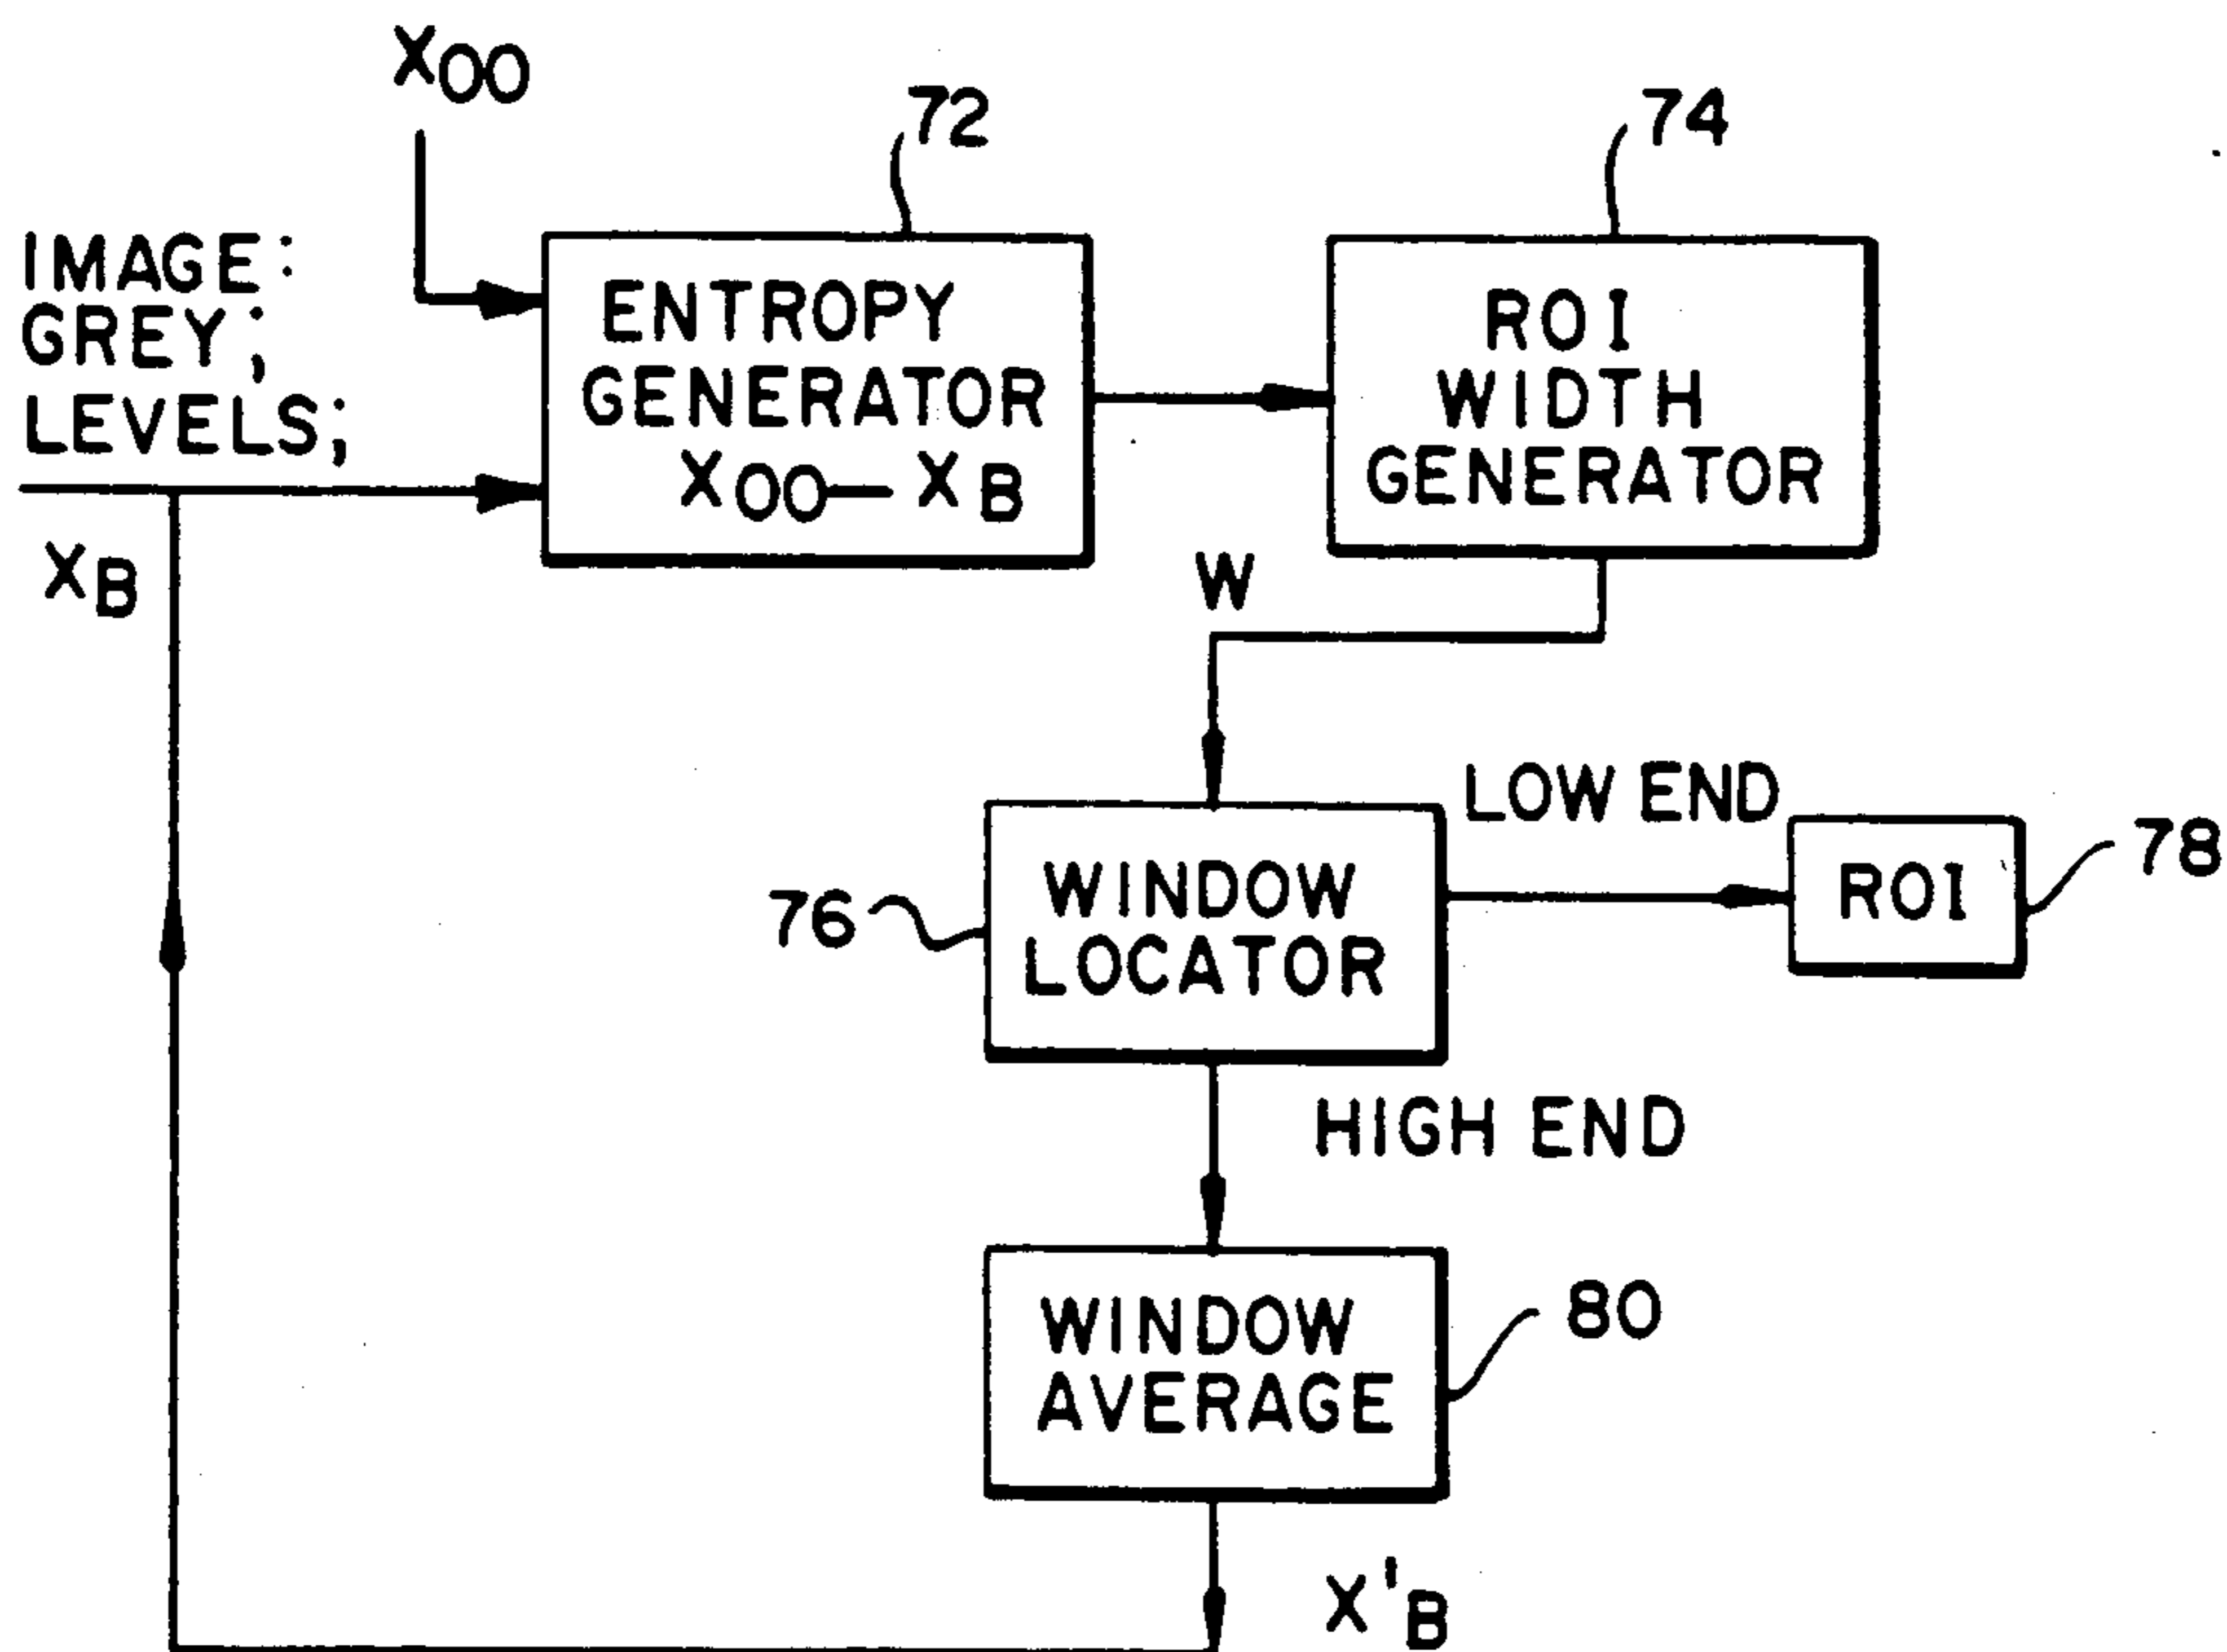 X00
72
74
IMAGE:
GREY;
LEVELS;
XB
ENTROPY
GENERATOR
X00— XB
ROI
WIDTH
GENERATOR
W
76
WINDOW
LOCATOR
LOW END
ROI
78
HIGH END
WINDOW
AVERAGE
80
X'B